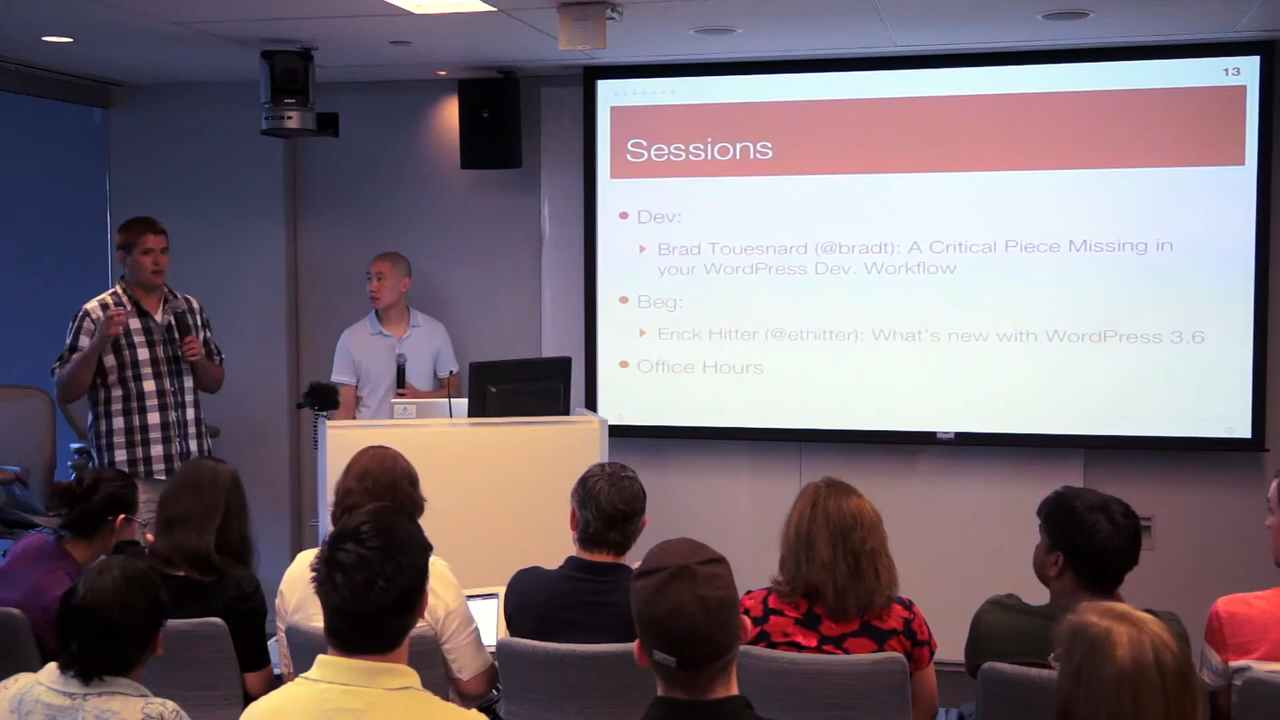 13
Sessions
Dev:
Brad Touesnard (@bradt): A Critical Piece Missing in
your WordPress Dev. Workflow
Beg:
Erick Hitter (@ethitter): What's new with WordPress 3.6
Office Hours